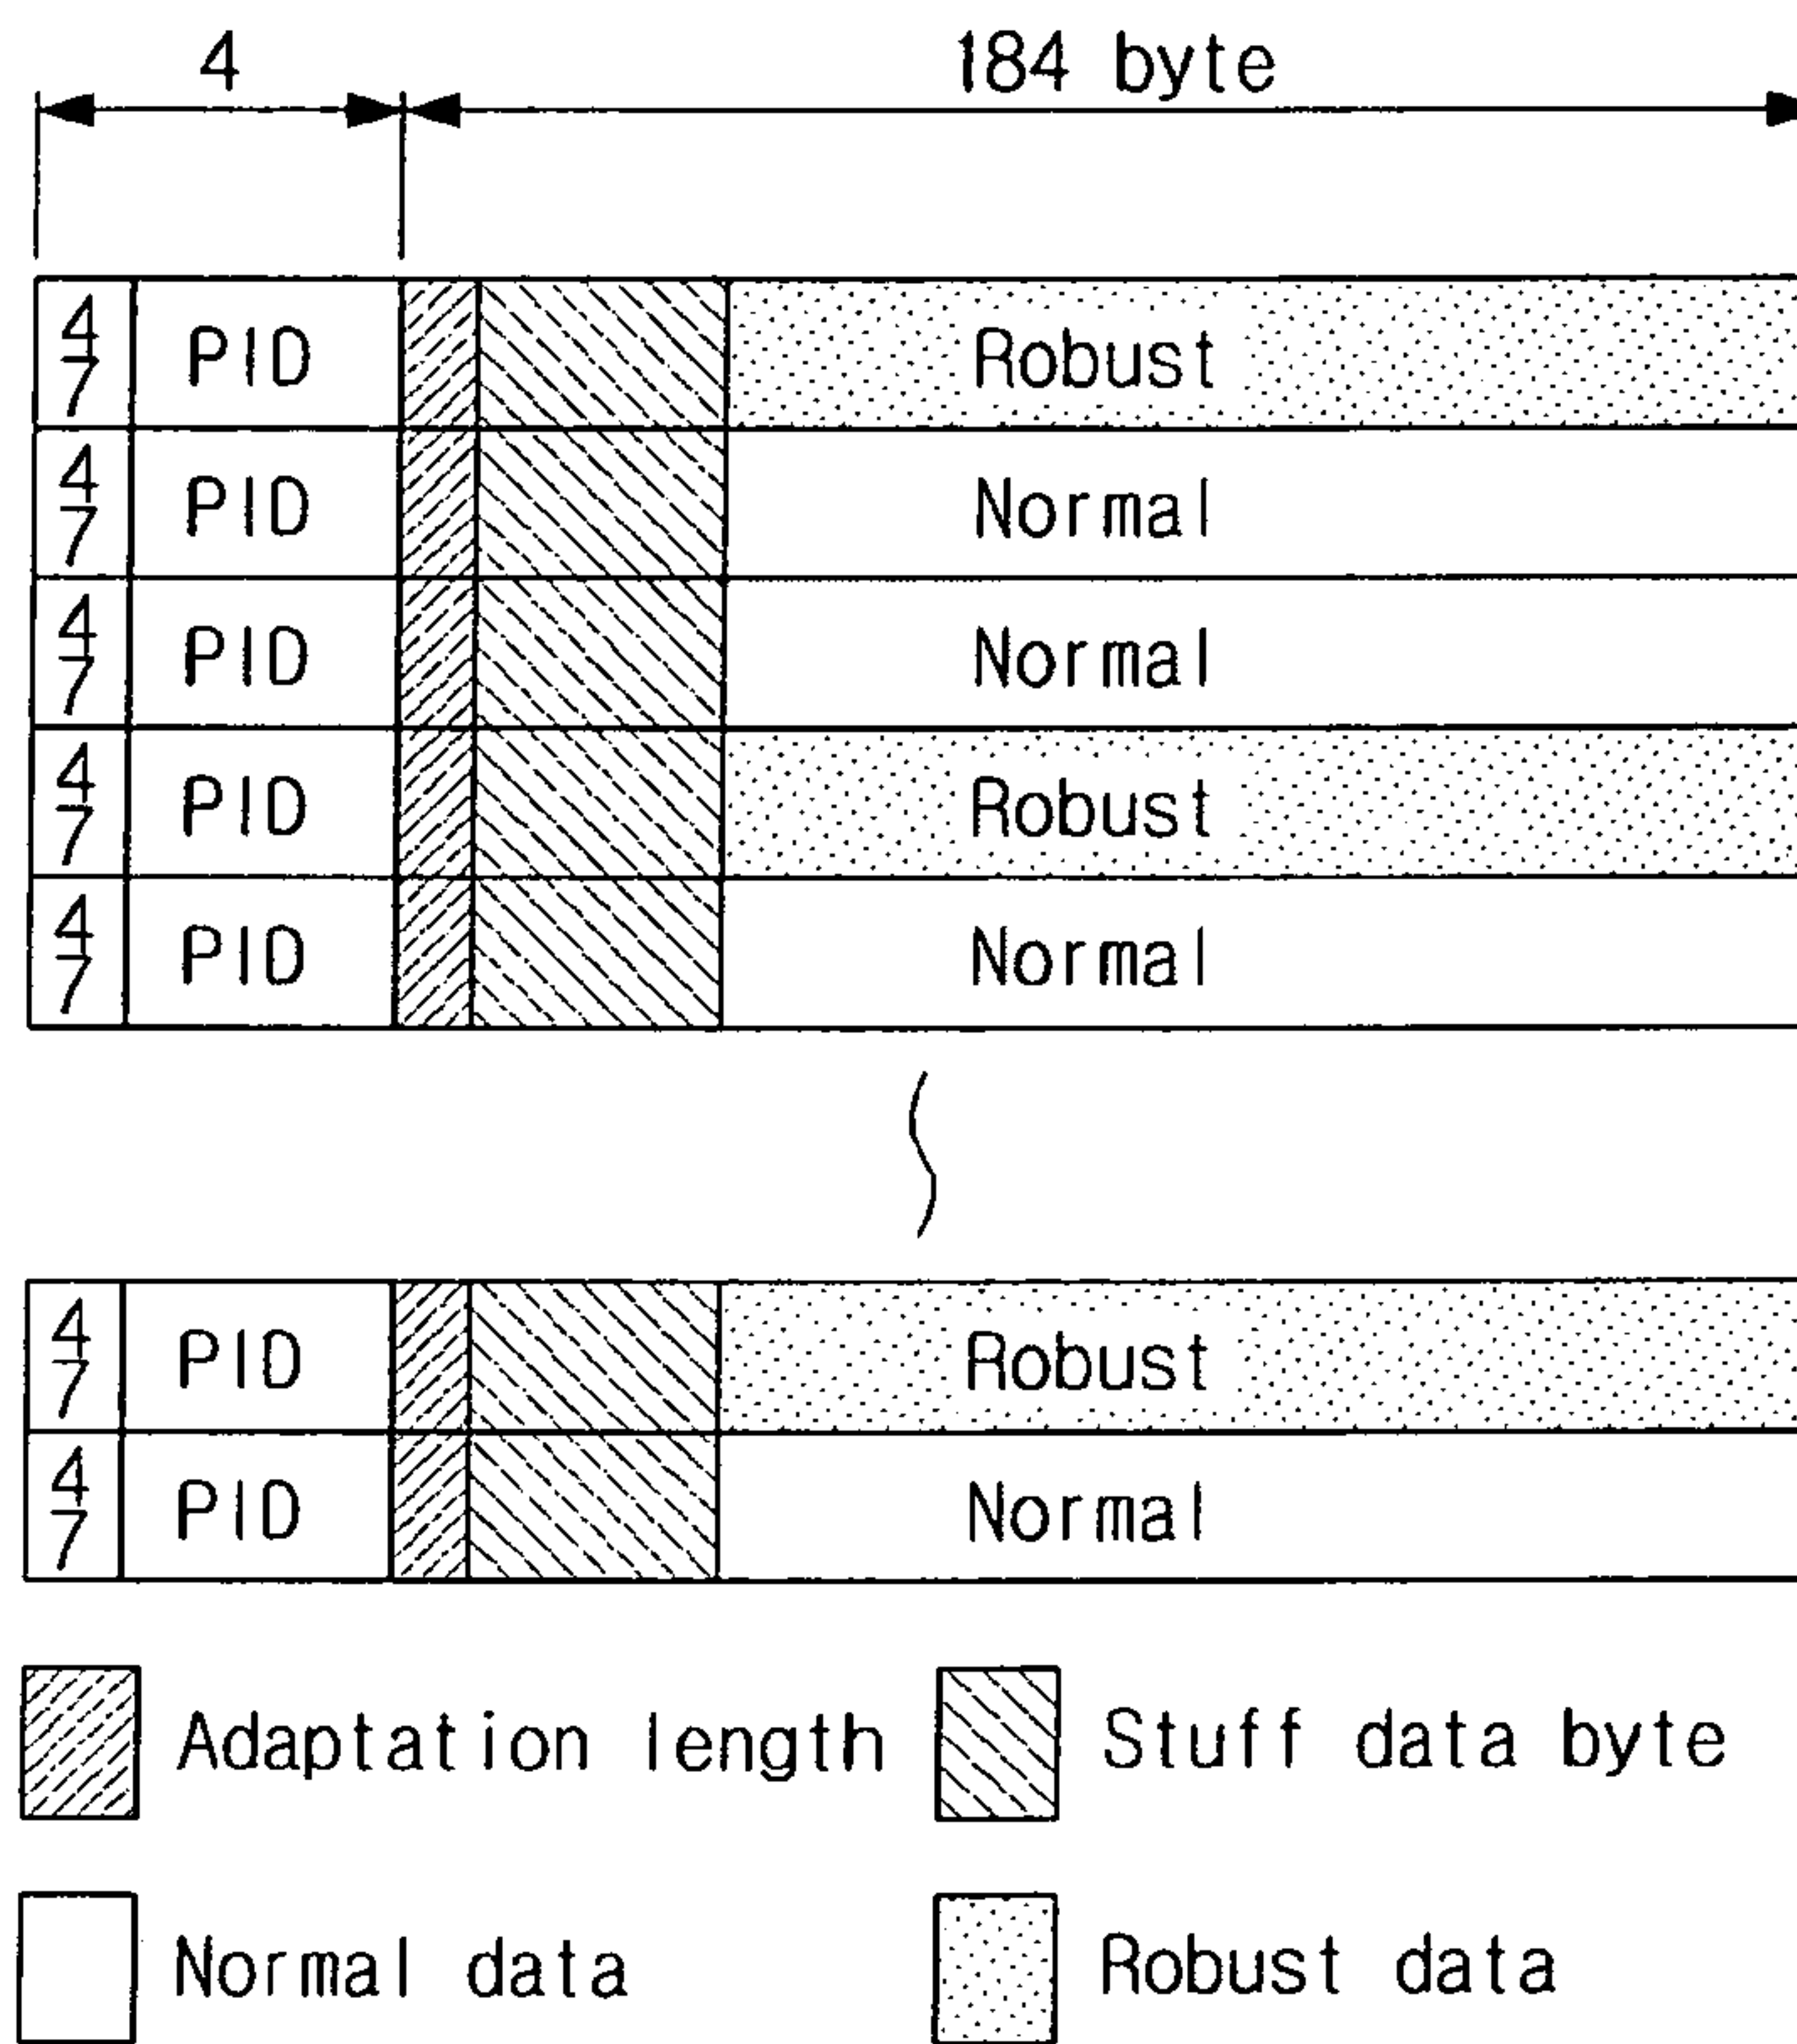 4 184 byte
47 PID Robust
47 PID Normal
47 PID Normal
47 PID Robust
47 PID Normal
47 PID Robust
47 PID Normal
Adaptation length Stuff data byte
Normal data Robust data